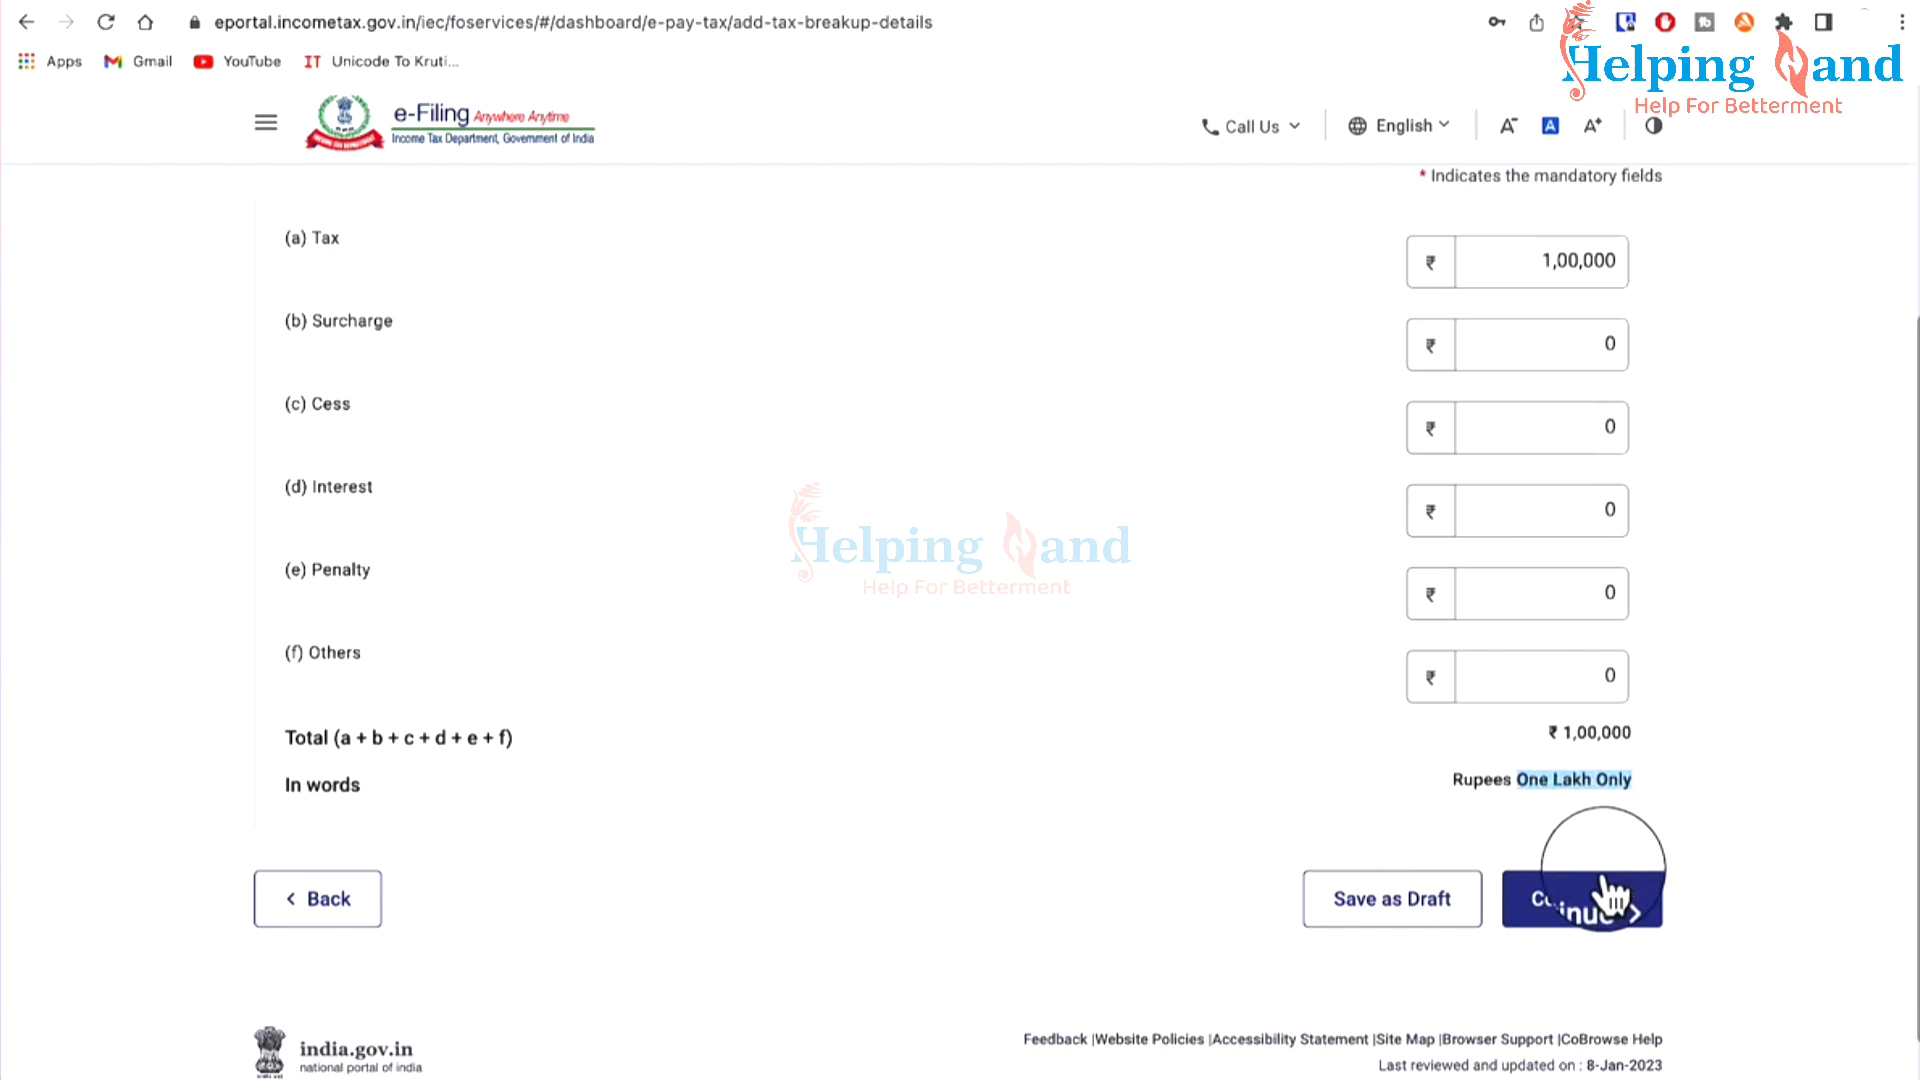 eportal.incometax.gov.in/iec/foservices/#/dashboard/e-pay-tax/add-tax-breakup-details
Apps Gmail YouTube IT Unicode To Kruti...
Helping Hand
Help For Betterment
e-Filing Anywhere Anytime
Income Tax Department, Government of India
Call Us English A- A A+
* Indicates the mandatory fields
(a) Tax ₹ 1,00,000
(b) Surcharge ₹ 0
(c) Cess ₹ 0
(d) Interest ₹ 0
Helping Hand
Help For Betterment
(e) Penalty ₹ 0
(f) Others ₹ 0
Total (a + b + c + d + e + f) ₹ 1,00,000
In words Rupees One Lakh Only
< Back Save as Draft
india.gov.in
national portal of india
Feedback |Website Policies |Accessibility Statement |Site Map |Browser Support |CoBrowse Help
Last reviewed and updated on : 8-Jan-2023